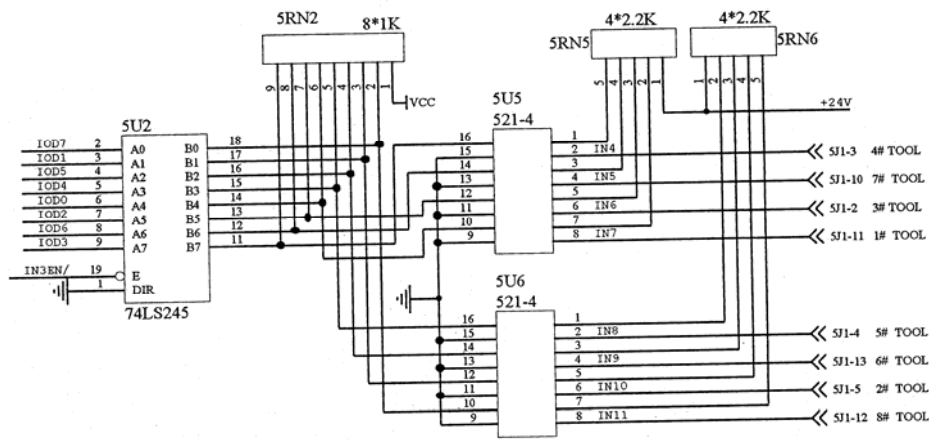 5RN2 8*1K
9 8 7 6 5 4 3 2 1
VCC
4*2.2K
5RN5
5 4 3 2 1
4*2.2K
5RN6
1 2 3 4 5
+24V
5U2
IOD7 2 A0 B0 18
IOD1 3 A1 B1 17
IOD5 4 A2 B2 16
IOD4 5 A3 B3 15
IOD0 6 A4 B4 14
IOD2 7 A5 B5 13
IOD6 8 A6 B6 12
IOD3 9 A7 B7 11
IN3EN/ 19 E
1 DIR
74LS245
5U5
521-4
16 1
15 2 IN4 5J1-3 4# TOOL
14 3
13 4 IN5 5J1-10 7# TOOL
12 5
11 6 IN6 5J1-2 3# TOOL
10 7
9 8 IN7 5J1-11 1# TOOL
5U6
521-4
16 1
15 2 IN8 5J1-4 5# TOOL
14 3
13 4 IN9 5J1-13 6# TOOL
12 5
11 6 IN10 5J1-5 2# TOOL
10 7
9 8 IN11 5J1-12 8# TOOL